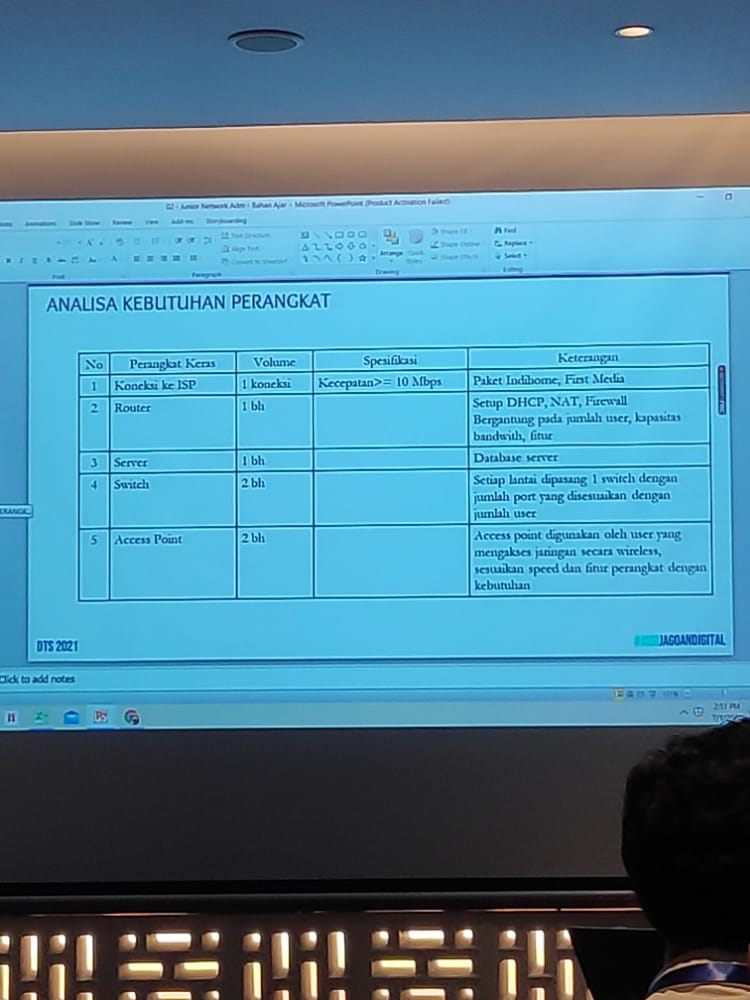 02 - Junior Network Adm - Bahan Ajar - Microsoft PowerPoint (Product Activation Failed)
Animations Slide Show Review View Add-Ins Storyboarding
Text Direction
Align Text
Convert to SmartArt
Arrange
Quick Styles
Shape Fill
Shape Outline
Shape Effects
Find
Replace
Select
Font Paragraph Drawing Editing
ANALISA KEBUTUHAN PERANGKAT
No Perangkat Keras Volume Spesifikasi Keterangan
1 Koneksi ke ISP 1 koneksi Kecepatan>= 10 Mbps Paket Indihome, First Media
2 Router 1 bh Setup DHCP, NAT, Firewall
Bergantung pada jumlah user, kapasitas
bandwith, fitur
3 Server 1 bh Database server
4 Switch 2 bh Setiap lantai dipasang 1 switch dengan
jumlah port yang disesuaikan dengan
jumlah user
5 Access Point 2 bh Access point digunakan oleh user yang
mengakses jaringan secara wireless,
sesuaikan speed dan fitur perangkat dengan
kebutuhan
DTS 2021
JAGOANDIGITAL
Click to add notes
2:51 PM